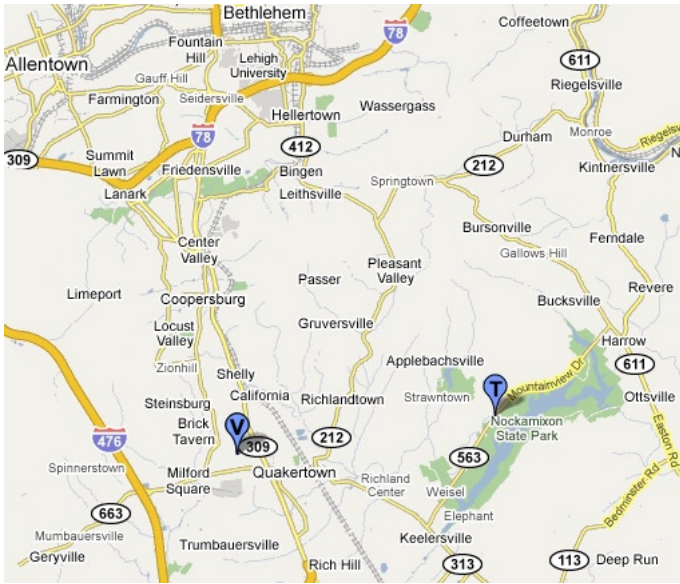 Bethlehem
Coffeetown
78
Fountain
Hill
Lehigh
University
611
Allentown
Gauff Hill
Riegelsville
Farmington
Seidersville
Wassergass
Hellertown
Monroe
Riegelsv
78
Durham
309
Summit
Lawn
412
212
Kintnersville
N
Friedensville
Bingen
Springtown
Lanark
Leithsville
Bursonville
Center
Valley
Gallows Hill
Ferndale
Pleasant
Valley
Passer
Limeport
Coopersburg
Bucksville
Revere
Locust
Valley
Gruversville
Harrow
Zionhill
Applebachsville
611
Shelly
T
Mountainview Dr
California
Richlandtown
Strawntown
Ottsville
Steinsburg
Brick
Tavern
V
Nockamixon
State Park
309
212
Easton Rd
476
563
Spinnerstown
Milford
Square
Quakertown
Richland
Center
Weisel
Bedminster Rd
663
Elephant
Mumbauersville
Trumbauersville
Keelersville
Geryville
Rich Hill
313
113
Deep Run